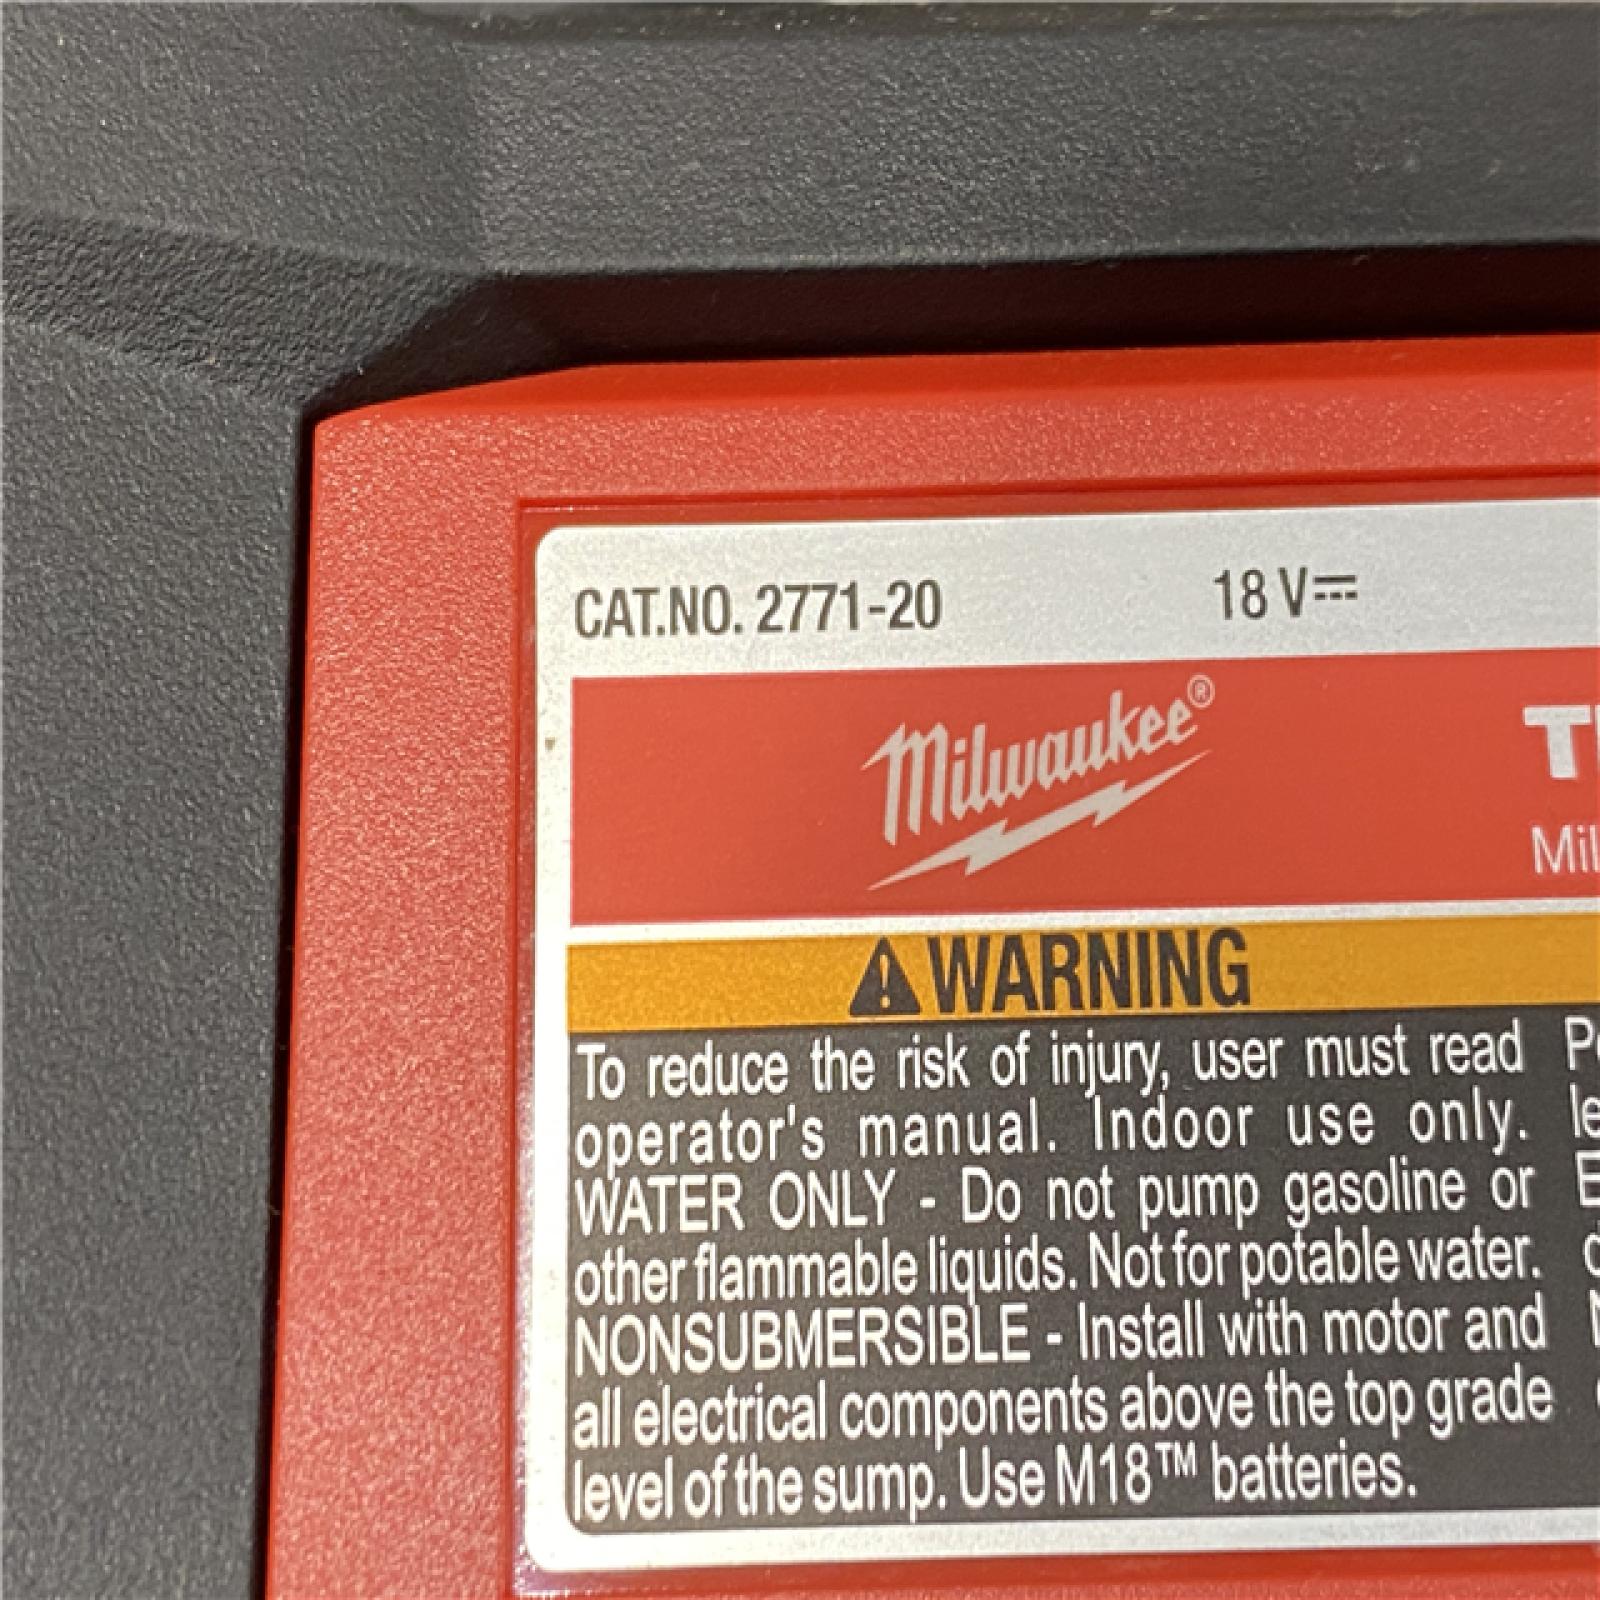 CAT.NO. 2771-20 18 V
Milwaukee®
WARNING
To reduce the risk of injury, user must read
operator's manual. Indoor use only.
WATER ONLY - Do not pump gasoline or
other flammable liquids. Not for potable water.
NONSUBMERSIBLE - Install with motor and
all electrical components above the top grade
level of the sump. Use M18™ batteries.